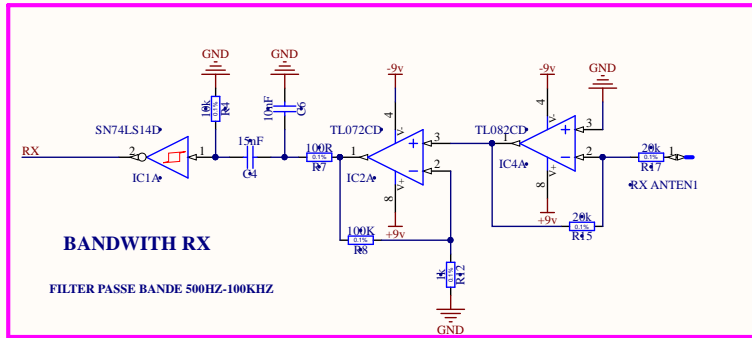 GND
GND
-9v
-9v
GND
10k
0.1%
R4
10nF
C6
SN74LS14D
TL072CD
TL082CD
4
V-
4
V-
15nF
C4
100R
0.1%
R7
20k
0.1%
R17
RX
2
1
1
3
2
1
3
2
1
IC1A
IC2A
IC4A
RX ANTEN1
8
V+
8
V+
+9v
+9v
100K
0.1%
R8
20k
0.1%
R15
1k
0.1%
R12
GND
BANDWITH RX
FILTER PASSE BANDE 500HZ-100KHZ